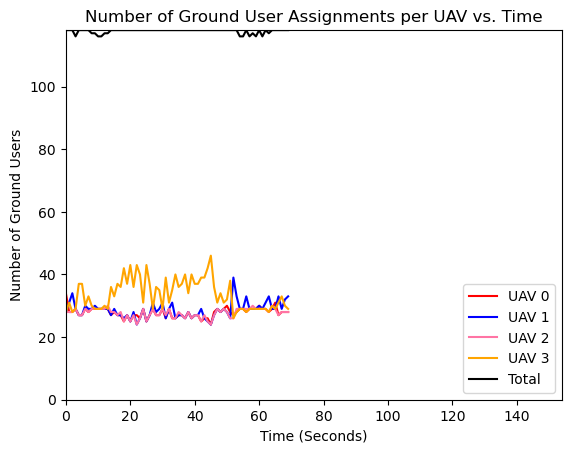 Number of Ground User Assignments per UAV vs. Time
Number of Ground Users
100
80
60
40
20
0
0 20 40 60 80 100 120 140
Time (Seconds)
UAV 0
UAV 1
UAV 2
UAV 3
Total